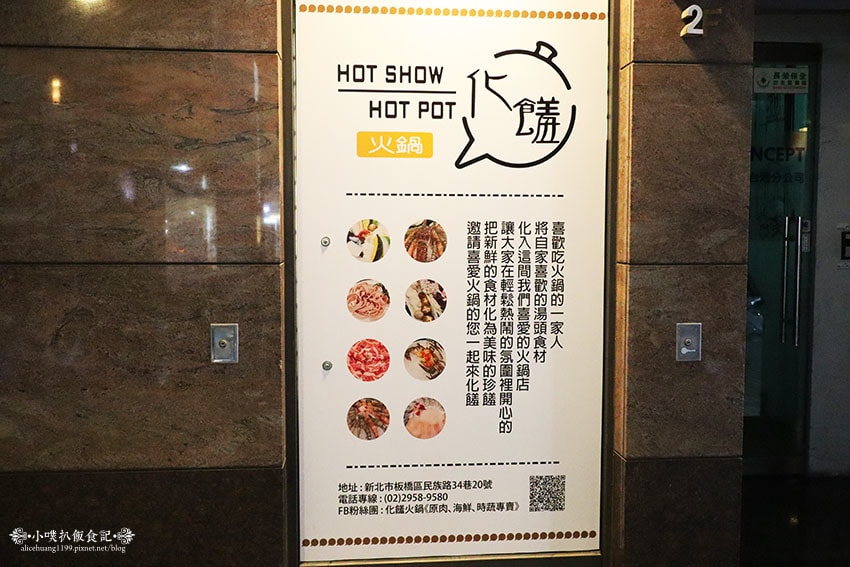 HOT SHOW
HOT POT
化饈
火鍋
喜歡吃火鍋的一家人
將自家喜歡的湯頭食材
化入這間我們喜愛的火鍋店
讓大家在輕鬆熱鬧的氛圍裡開心的
把新鮮的食材化為美味的珍饈
邀請喜愛火鍋的您一起來化饈
地址：新北市板橋區民族路34巷20號
電話專線：(02)2958-9580
FB粉絲團：化饈火鍋《原肉、海鮮、時蔬專賣》
2
NCEPT
台灣分公司
小噗扒飯食記
alicehuang1199.pixnet.net/blog